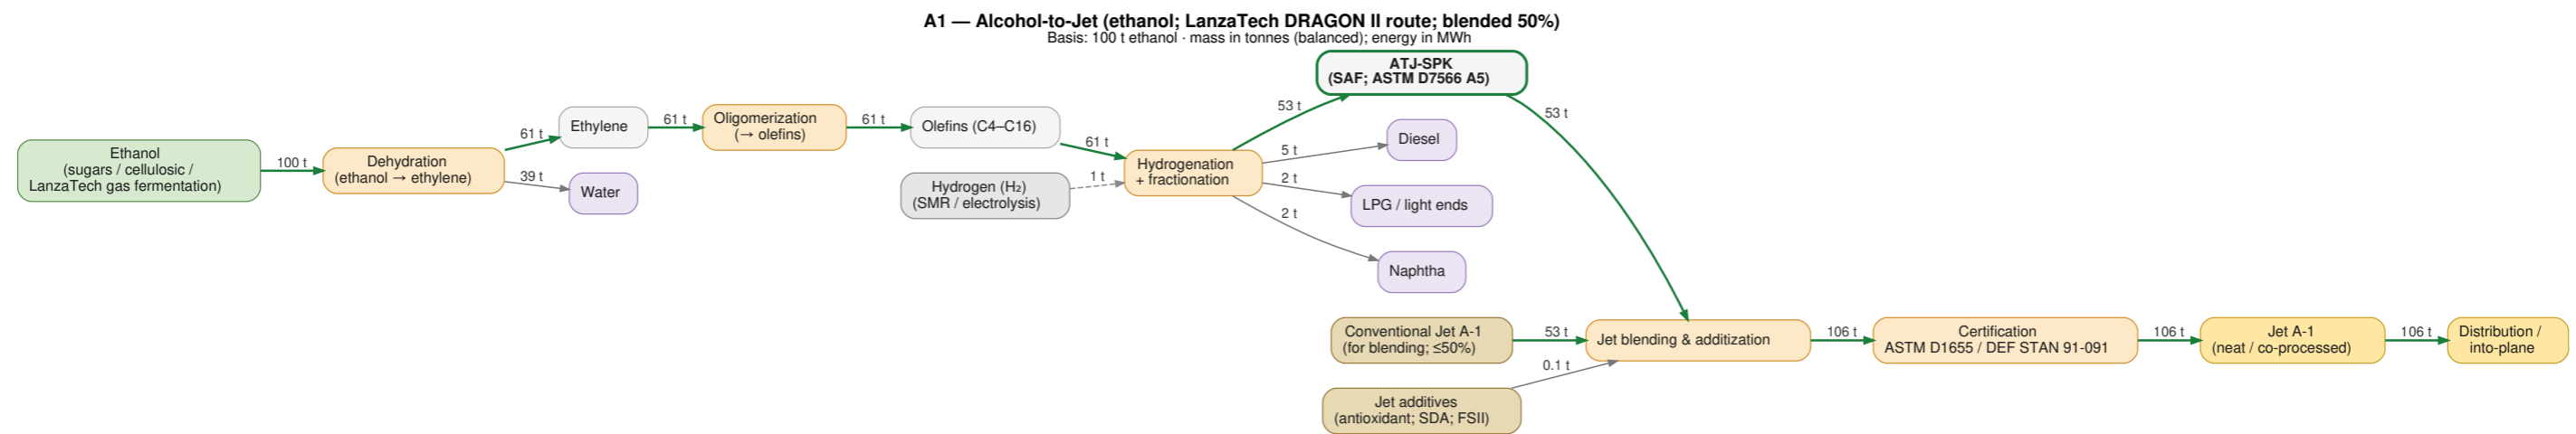 A1 — Alcohol-to-Jet (ethanol; LanzaTech DRAGON II route; blended 50%)
Basis: 100 t ethanol · mass in tonnes (balanced); energy in MWh
Ethanol
(sugars / cellulosic /
LanzaTech gas fermentation)
100 t
Dehydration
(ethanol → ethylene)
61 t
39 t
Ethylene
Water
61 t
Oligomerization
(→ olefins)
61 t
Olefins (C4–C16)
61 t
Hydrogen (H₂)
(SMR / electrolysis)
1 t
Hydrogenation
+ fractionation
53 t
5 t
2 t
2 t
ATJ-SPK
(SAF; ASTM D7566 A5)
Diesel
LPG / light ends
Naphtha
53 t
Conventional Jet A-1
(for blending; ≤50%)
53 t
Jet additives
(antioxidant; SDA; FSII)
0.1 t
Jet blending & additization
106 t
Certification
ASTM D1655 / DEF STAN 91-091
106 t
Jet A-1
(neat / co-processed)
106 t
Distribution /
into-plane